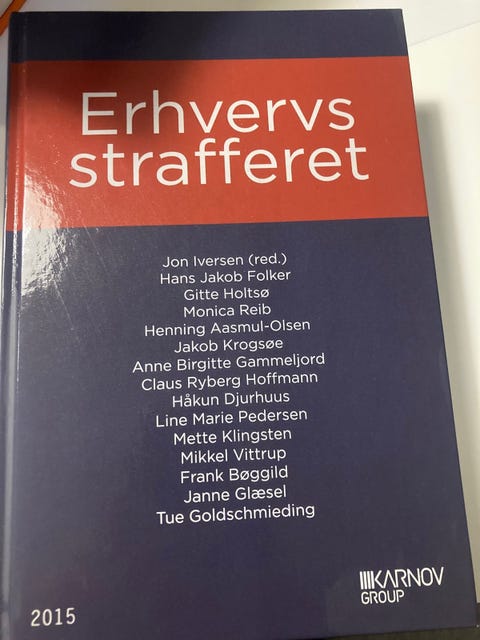 Erhvervs
strafferet
Jon Iversen (red.)
Hans Jakob Folker
Gitte Holtsø
Monica Reib
Henning Aasmul-Olsen
Jakob Krogsøe
Anne Birgitte Gammeljord
Claus Ryberg Hoffmann
Håkun Djurhuus
Line Marie Pedersen
Mette Klingsten
Mikkel Vittrup
Frank Bøggild
Janne Glæsel
Tue Goldschmieding
KARNOV
GROUP
2015